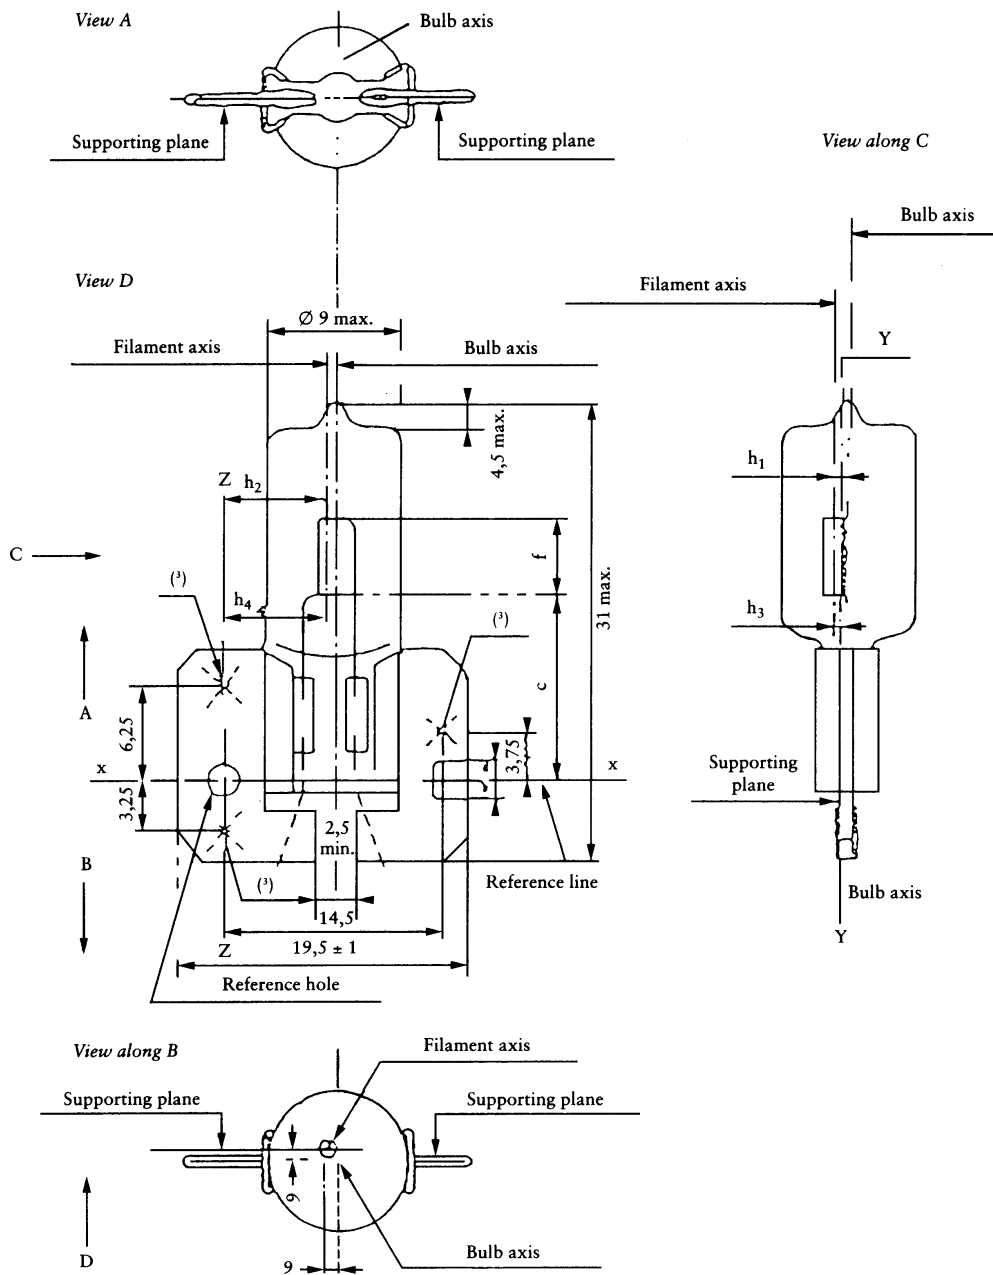 View A
Bulb axis
Supporting plane
Supporting plane
View along C
Bulb axis
View D
Filament axis
Ø 9 max.
Y
Filament axis
Bulb axis
4,5 max.
Z
h2
h1
C
f
(³)
h4
31 max.
(³)
h3
A
6,25
c
3,75
x
x
Supporting
plane
3,25
2,5
min.
B
(³)
Reference line
Bulb axis
14,5
Z
19,5 ± 1
Y
Reference hole
View along B
Filament axis
Supporting plane
Supporting plane
9
D
Bulb axis
9